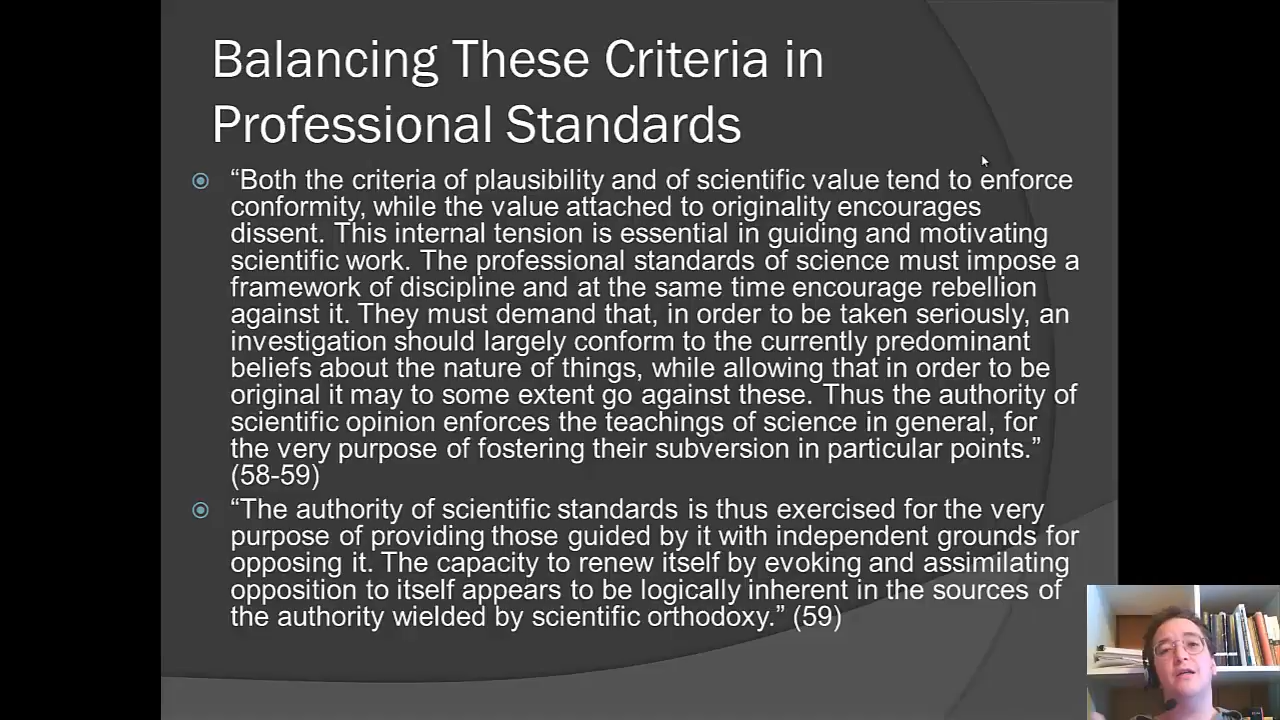 Balancing These Criteria in
Professional Standards
“Both the criteria of plausibility and of scientific value tend to enforce
conformity, while the value attached to originality encourages
dissent. This internal tension is essential in guiding and motivating
scientific work. The professional standards of science must impose a
framework of discipline and at the same time encourage rebellion
against it. They must demand that, in order to be taken seriously, an
investigation should largely conform to the currently predominant
beliefs about the nature of things, while allowing that in order to be
original it may to some extent go against these. Thus the authority of
scientific opinion enforces the teachings of science in general, for
the very purpose of fostering their subversion in particular points.”
(58-59)
“The authority of scientific standards is thus exercised for the very
purpose of providing those guided by it with independent grounds for
opposing it. The capacity to renew itself by evoking and assimilating
opposition to itself appears to be logically inherent in the sources of
the authority wielded by scientific orthodoxy.” (59)